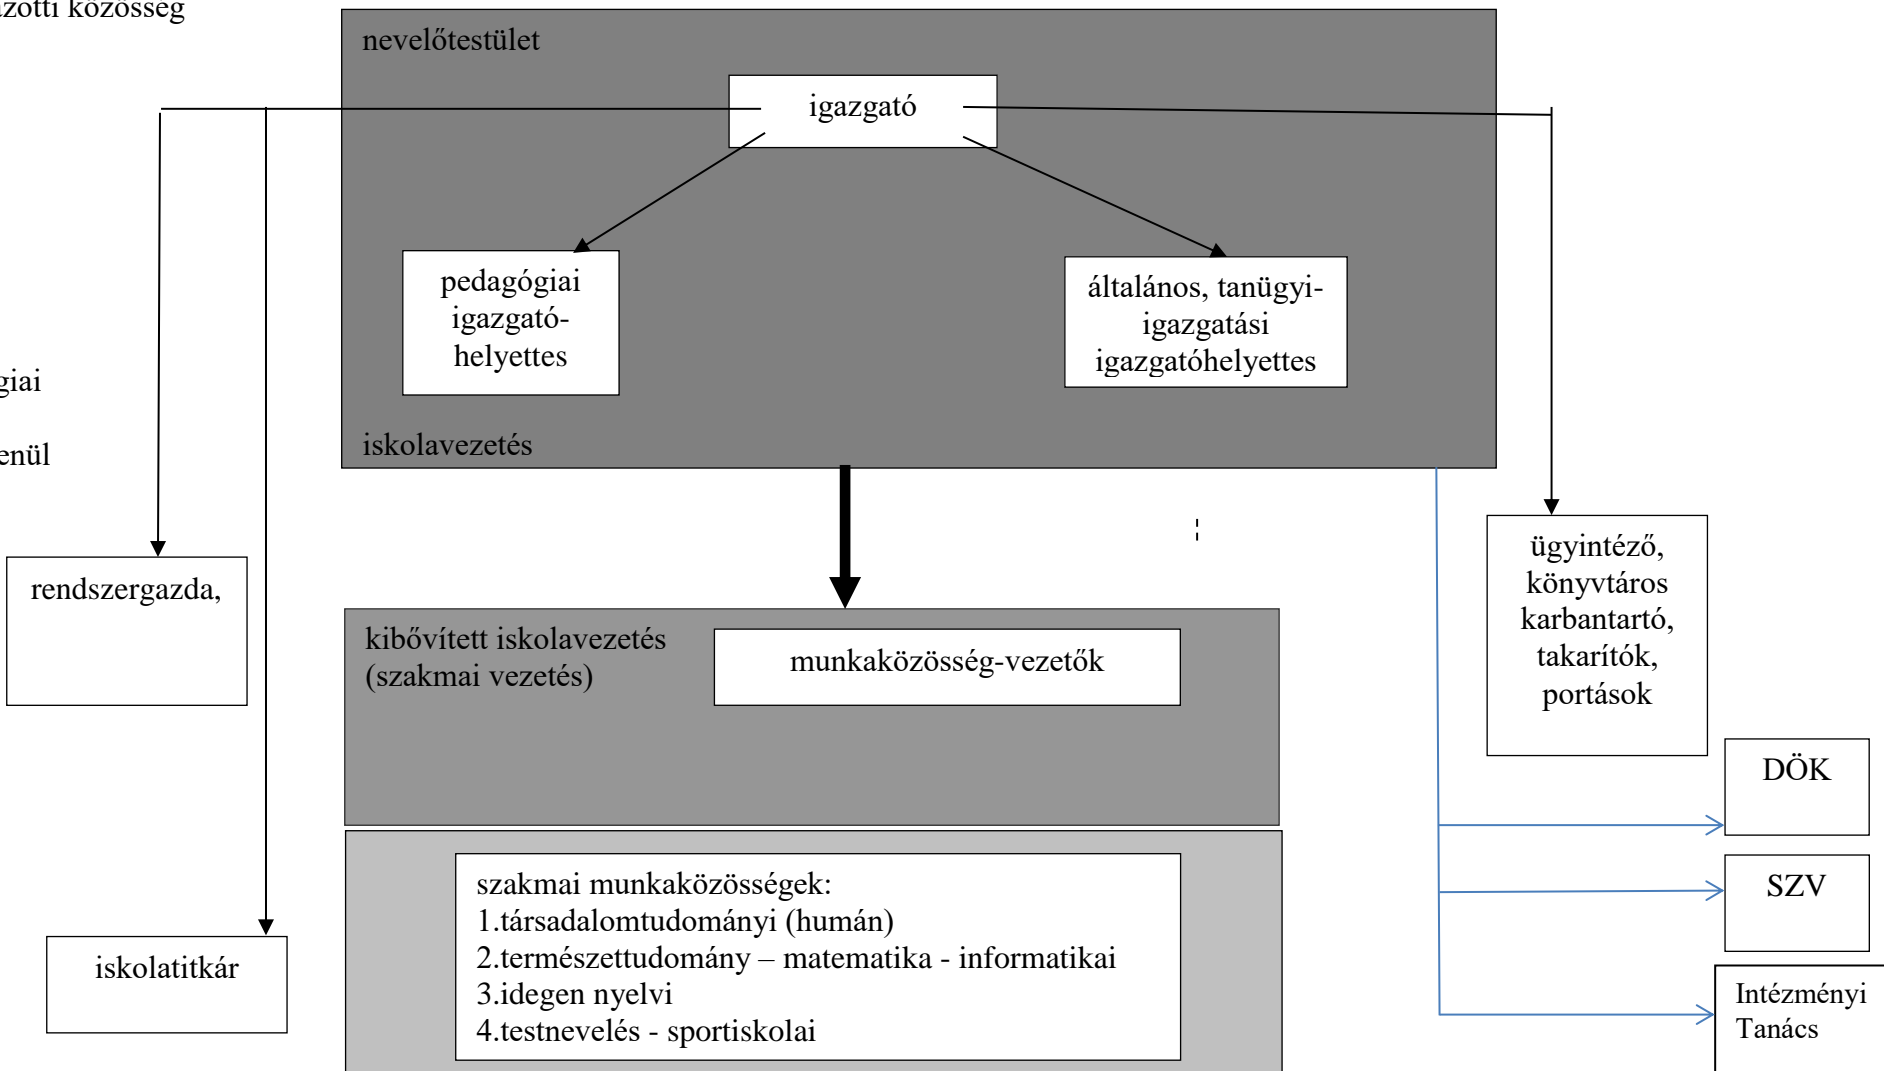 közösség
nevelőtestület
igazgató
pedagógiai
igazgató-
helyettes
általános, tanügyi-
igazgatási
igazgatóhelyettes
iskolavezetés
rendszergazda,
ügyintéző,
könyvtáros
karbantartó,
takarítók,
portások
kibővített iskolavezetés
(szakmai vezetés)
munkaközösség-vezetők
DÖK
SZV
Intézményi
Tanács
iskolatitkár
szakmai munkaközösségek:
1.társadalomtudományi (humán)
2.természettudomány – matematika - informatikai
3.idegen nyelvi
4.testnevelés - sportiskolai